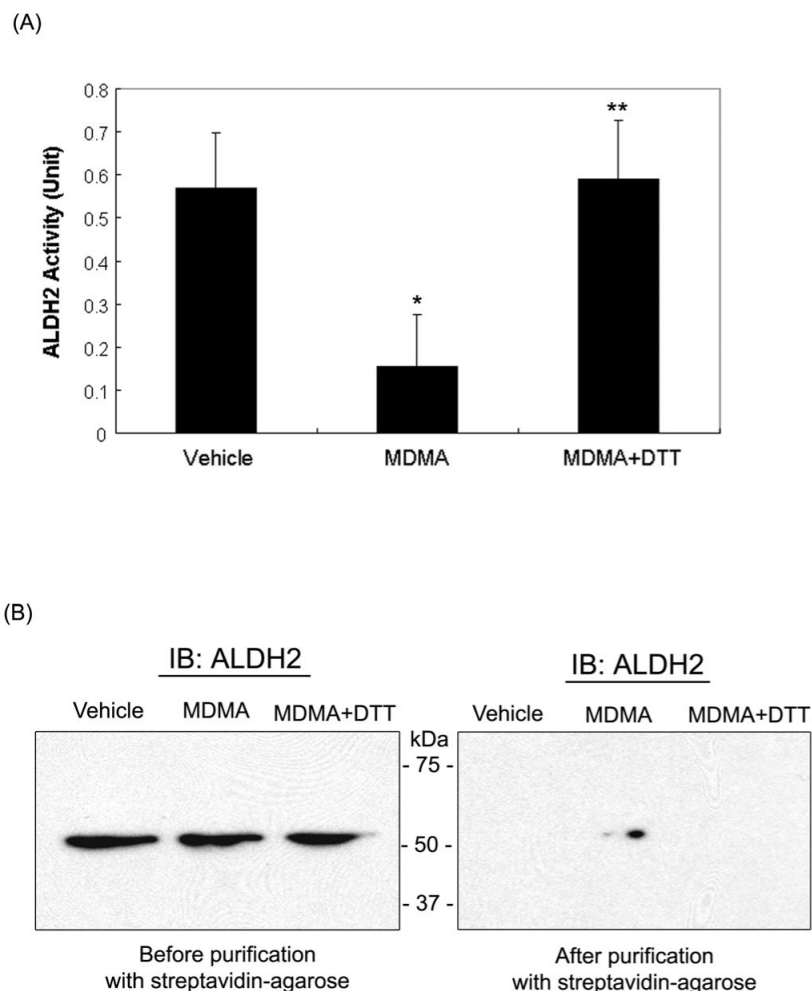 (A)
0.8
0.7
0.6
0.5
0.4
0.3
0.2
0.1
0
ALDH2 Activity (Unit)
*
**
Vehicle MDMA MDMA+DTT
(B)
IB: ALDH2
Vehicle MDMA MDMA+DTT
kDa
- 75 -
- 50 -
- 37 -
Before purification
with streptavidin-agarose
IB: ALDH2
Vehicle MDMA MDMA+DTT
After purification
with streptavidin-agarose